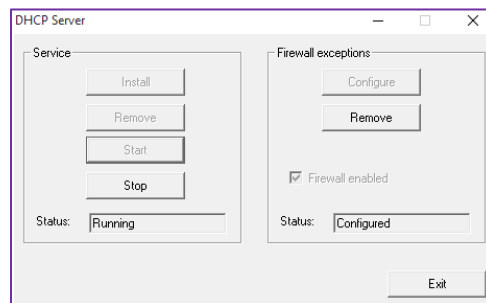 DHCP Server
Service
Install
Remove
Start
Stop
Status: Running
Firewall exceptions
Configure
Remove
Firewall enabled
Status: Configured
Exit